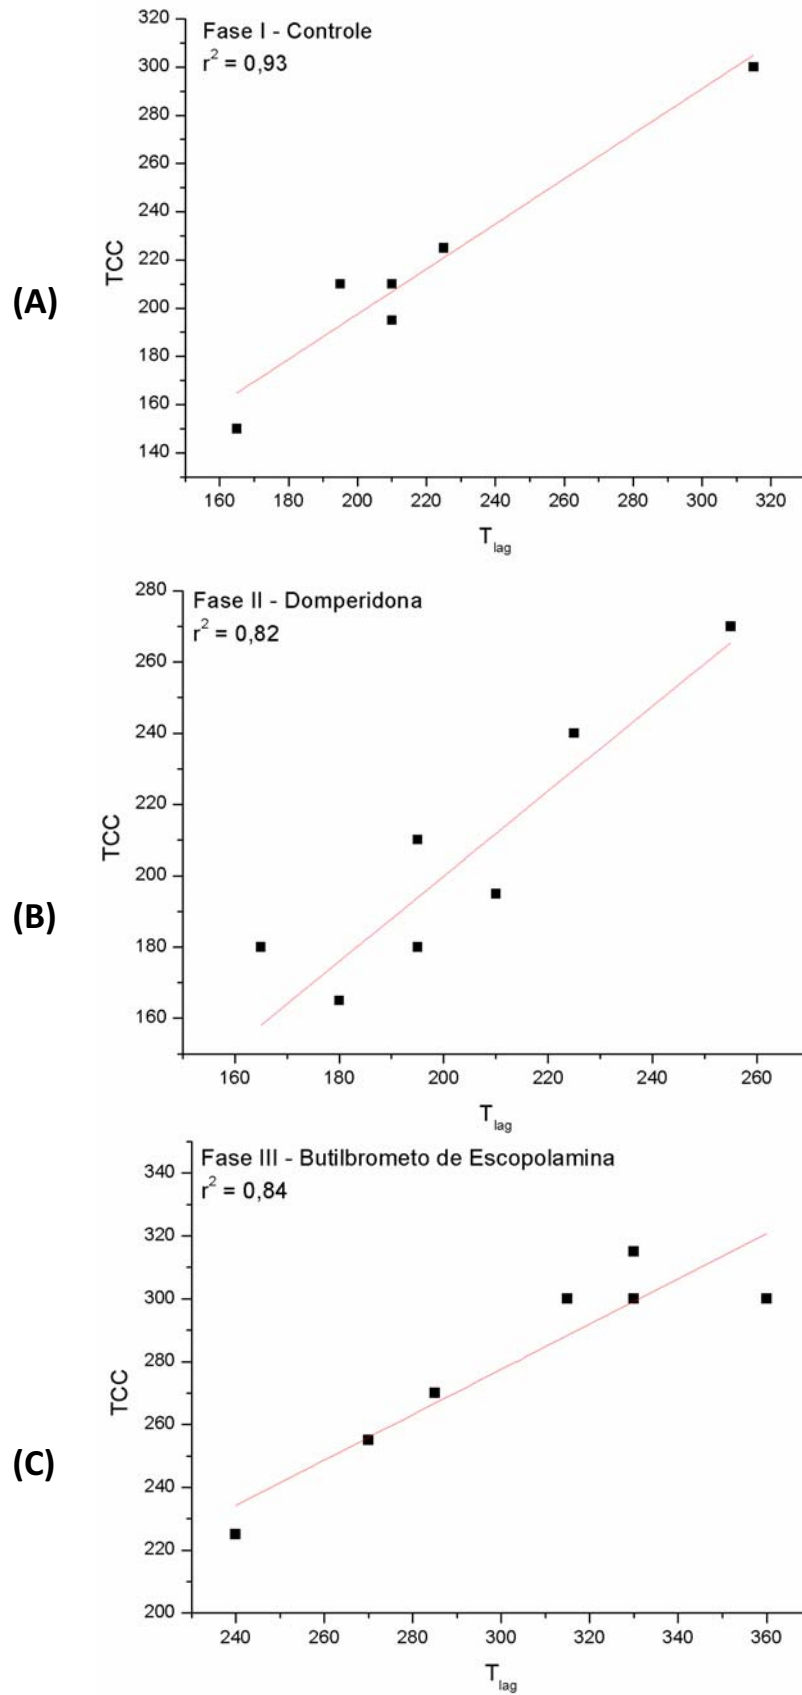 Fase I - Controle
r² = 0,93
320
300
280
260
240
220
200
180
160
140
TCC
(A)
160 180 200 220 240 260 280 300 320
T_lag
Fase II - Domperidona
r² = 0,82
280
260
240
220
200
180
160
TCC
(B)
160 180 200 220 240 260
T_lag
Fase III - Butilbrometo de Escopolamina
r² = 0,84
340
320
300
280
260
240
220
200
TCC
(C)
240 260 280 300 320 340 360
T_lag